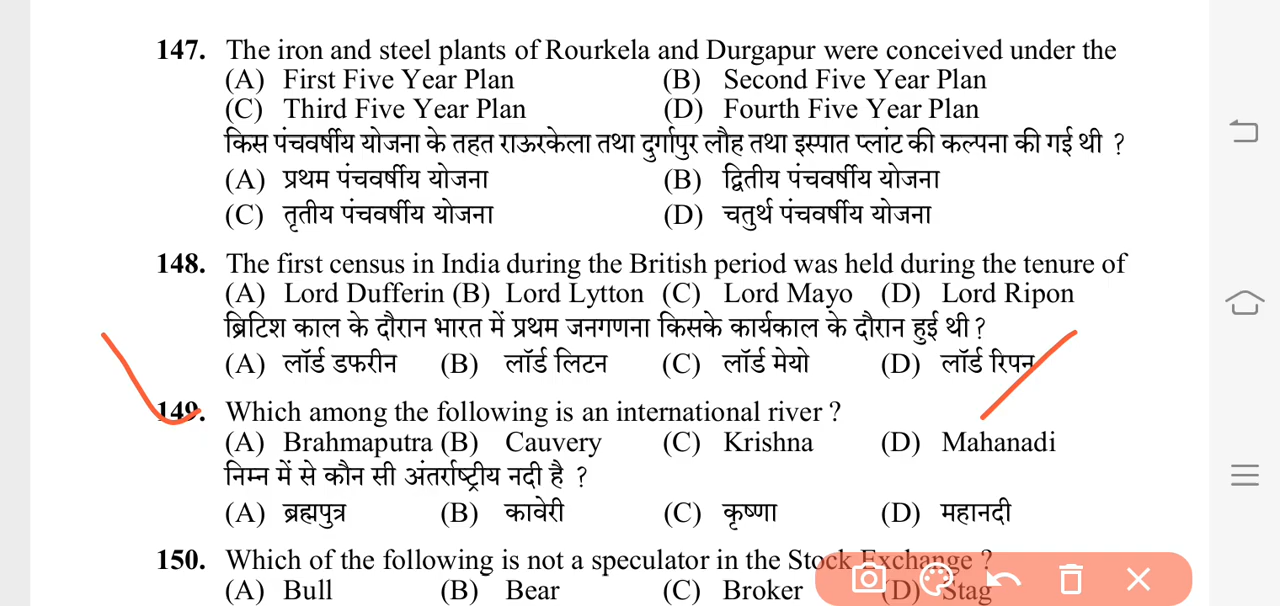 147. The iron and steel plants of Rourkela and Durgapur were conceived under the
(A) First Five Year Plan (B) Second Five Year Plan
(C) Third Five Year Plan (D) Fourth Five Year Plan
किस पंचवर्षीय योजना के तहत राऊरकेला तथा दुर्गापुर लौह तथा इस्पात प्लांट की कल्पना की गई थी ?
(A) प्रथम पंचवर्षीय योजना (B) द्वितीय पंचवर्षीय योजना
(C) तृतीय पंचवर्षीय योजना (D) चतुर्थ पंचवर्षीय योजना
148. The first census in India during the British period was held during the tenure of
(A) Lord Dufferin (B) Lord Lytton (C) Lord Mayo (D) Lord Ripon
ब्रिटिश काल के दौरान भारत में प्रथम जनगणना किसके कार्यकाल के दौरान हुई थी ?
(A) लॉर्ड डफरीन (B) लॉर्ड लिटन (C) लॉर्ड मेयो (D) लॉर्ड रिपन
149. Which among the following is an international river ?
(A) Brahmaputra (B) Cauvery (C) Krishna (D) Mahanadi
निम्न में से कौन सी अंतर्राष्ट्रीय नदी है ?
(A) ब्रह्मपुत्र (B) कावेरी (C) कृष्णा (D) महानदी
150. Which of the following is not a speculator in the Stock Exchange ?
(A) Bull (B) Bear (C) Broker (D) Stag